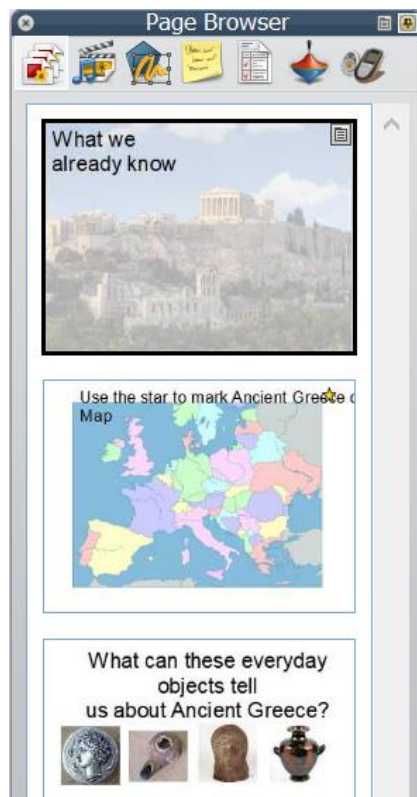 Page Browser
What we
already know
Use the star to mark Ancient Greece
Map
What can these everyday
objects tell
us about Ancient Greece?